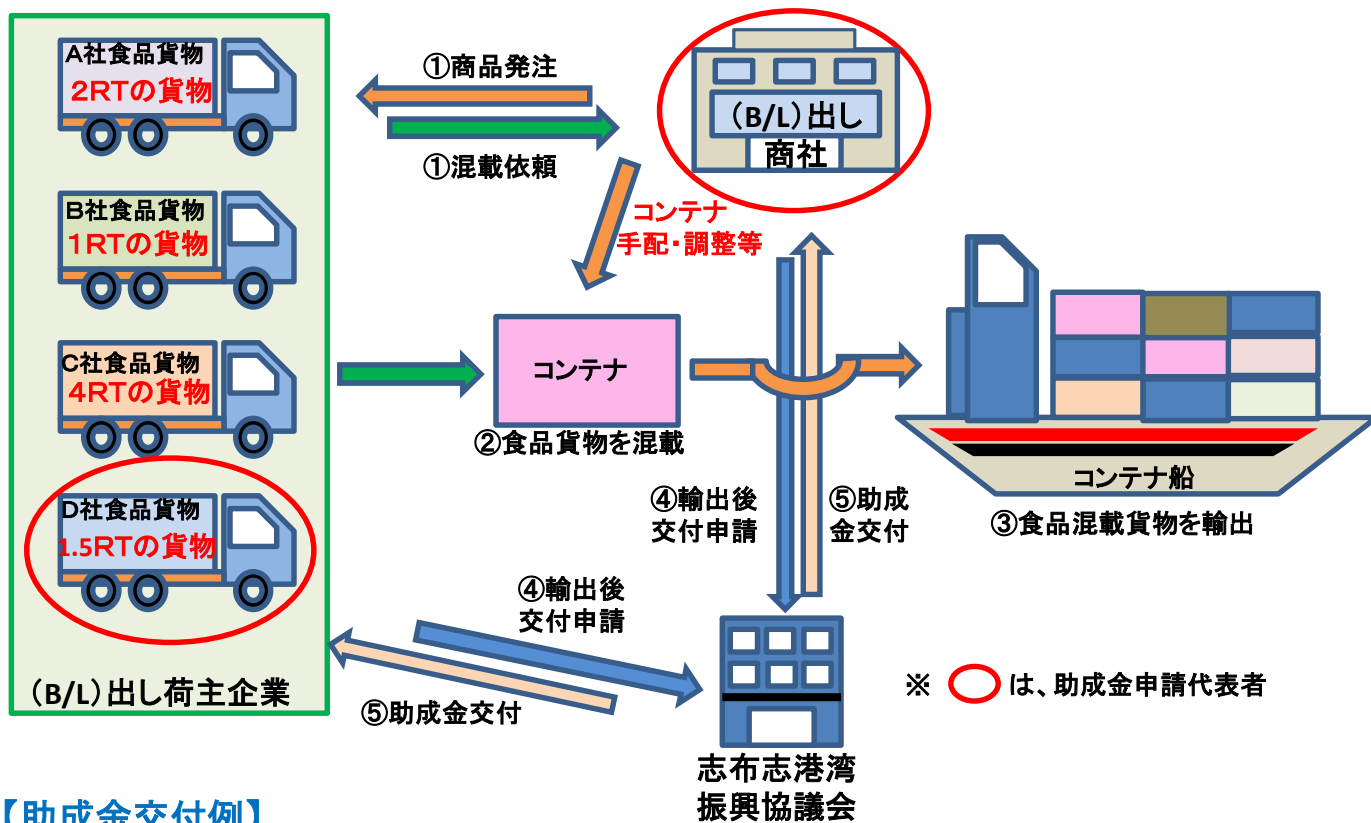 A社食品貨物
2RTの貨物
B社食品貨物
1RTの貨物
C社食品貨物
4RTの貨物
D社食品貨物
1.5RTの貨物
（B/L）出し荷主企業
①商品発注
①混載依頼
（B/L）出し
商社
コンテナ
手配・調整等
コンテナ
②食品貨物を混載
コンテナ船
③食品混載貨物を輸出
④輸出後
交付申請
⑤助成
金交付
④輸出後
交付申請
⑤助成金交付
志布志港湾
振興協議会
※ は、助成金申請代表者
【助成金交付例】